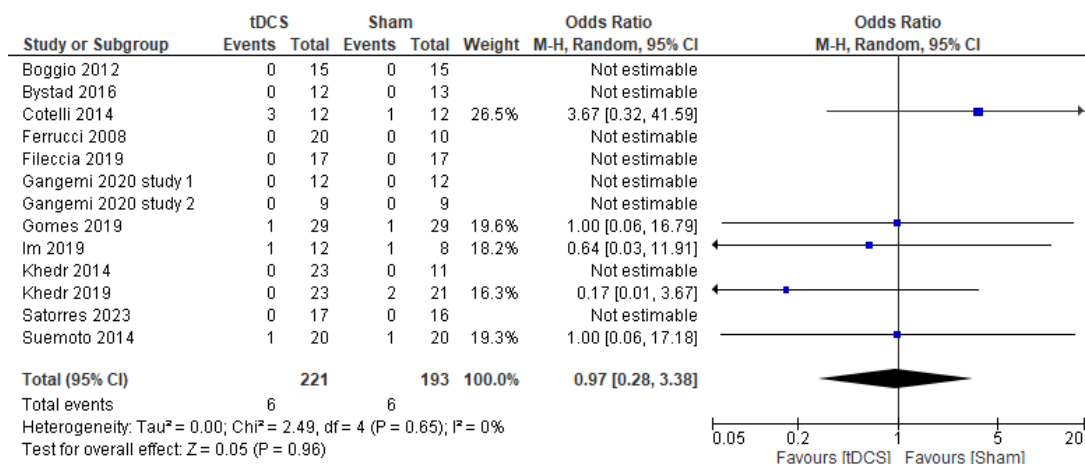 tDCS Sham Odds Ratio Odds Ratio
Study or Subgroup Events Total Events Total Weight M-H, Random, 95% CI M-H, Random, 95% CI
Boggio 2012 0 15 0 15 Not estimable
Bystad 2016 0 12 0 13 Not estimable
Cotelli 2014 3 12 1 12 26.5% 3.67 [0.32, 41.59]
Ferrucci 2008 0 20 0 10 Not estimable
Fileccia 2019 0 17 0 17 Not estimable
Gangemi 2020 study 1 0 12 0 12 Not estimable
Gangemi 2020 study 2 0 9 0 9 Not estimable
Gomes 2019 1 29 1 29 19.6% 1.00 [0.06, 16.79]
Im 2019 1 12 1 8 18.2% 0.64 [0.03, 11.91]
Khedr 2014 0 23 0 11 Not estimable
Khedr 2019 0 23 2 21 16.3% 0.17 [0.01, 3.67]
Satorres 2023 0 17 0 16 Not estimable
Suemoto 2014 1 20 1 20 19.3% 1.00 [0.06, 17.18]
Total (95% CI) 221 193 100.0% 0.97 [0.28, 3.38]
Total events 6 6
Heterogeneity: Tau² = 0.00; Chi² = 2.49, df = 4 (P = 0.65); I² = 0%
Test for overall effect: Z = 0.05 (P = 0.96)
0.05 0.2 1 5 20
Favours [tDCS] Favours [Sham]